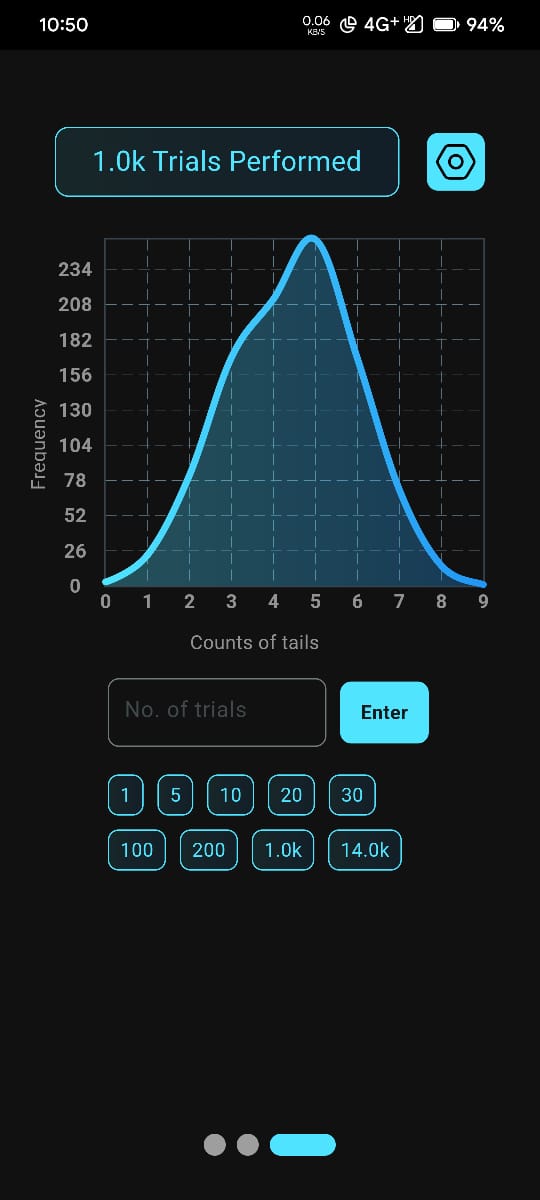 10:50 0.06 KB/S 4G+ HD 94%
1.0k Trials Performed
234
208
182
156
130
104
78
52
26
0
Frequency
0 1 2 3 4 5 6 7 8 9
Counts of tails
No. of trials Enter
1 5 10 20 30
100 200 1.0k 14.0k